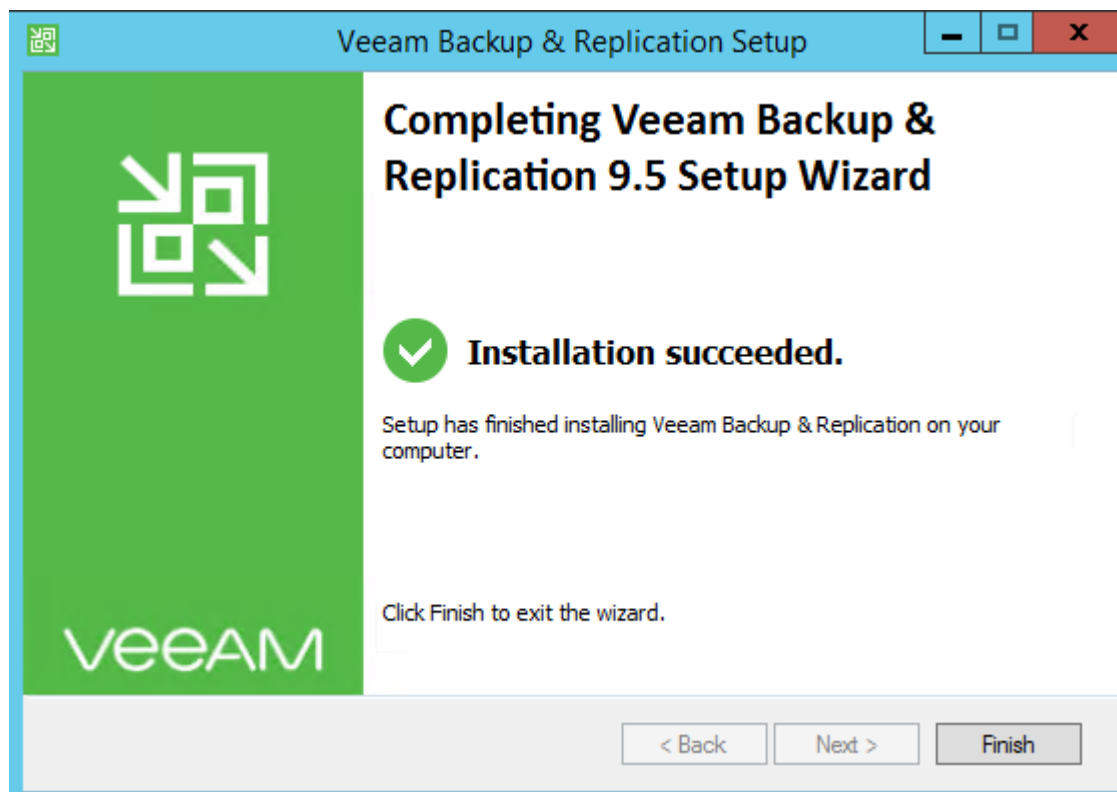 Veeam Backup & Replication Setup
Completing Veeam Backup &
Replication 9.5 Setup Wizard
Installation succeeded.
Setup has finished installing Veeam Backup & Replication on your
computer.
Click Finish to exit the wizard.
veeAM
< Back Next > Finish